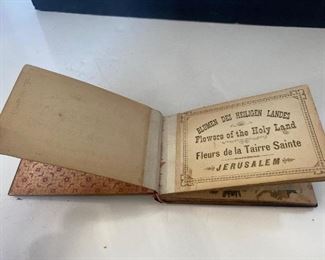 BLUMEN DES HEILIGEN LANDES
Flowers of the Holy Land
Fleurs de la Tairre Sainte
JERUSALEM